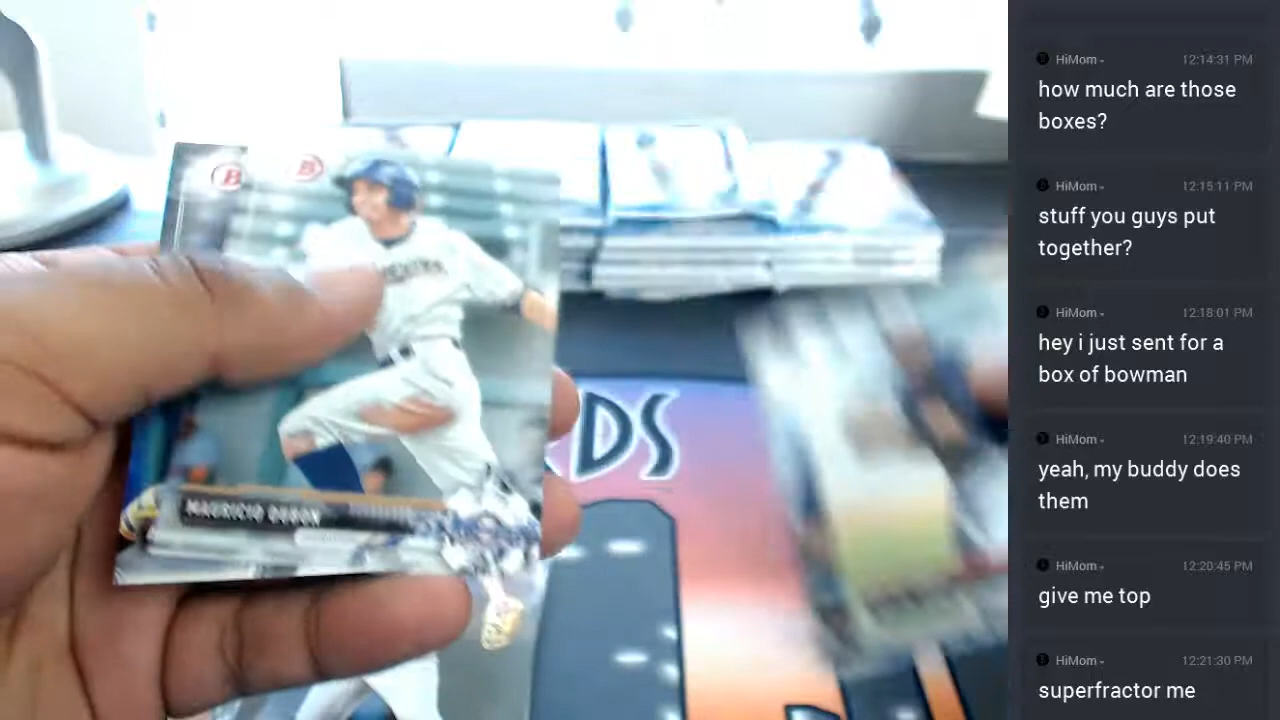 B B
MAURICIO DUBON
DS
HiMom
12:14:31 PM
how much are those
boxes?
HiMom
12:15:11 PM
stuff you guys put
together?
HiMom
12:18:01 PM
hey i just sent for a
box of bowman
HiMom
12:19:40 PM
yeah, my buddy does
them
HiMom
12:20:45 PM
give me top
HiMom
12:21:30 PM
superfractor me